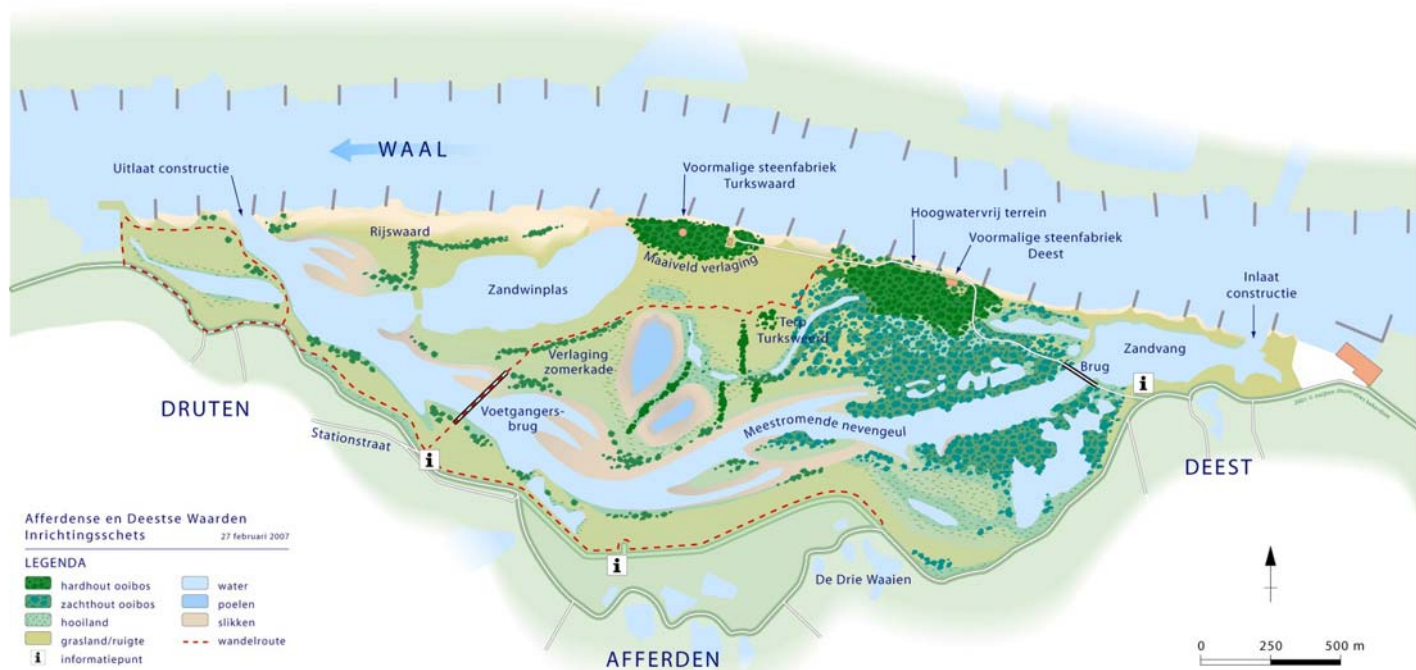 WAAL
Uitlaat constructie
Voormalige steenfabriek
Turkswaard
Hoogwatervrij terrein
Voormalige steenfabriek
Deest
Inlaat
constructie
Rijswaard
Maaiveld verlaging
Zandwinplas
Terp
Turksweerd
Zandvang
Verlaging
zomerkade
Brug
i
DRUTEN
Voetgangers-
brug
Meestromende nevengeul
Stationstraat
i
DEEST
i
De Drie Waaien
AFFERDEN
Afferdense en Deestse Waarden
Inrichtingsschets 27 februari 2007
LEGENDA
hardhout ooibos
zachthout ooibos
hooiland
grasland/ruigte
i informatiepunt
water
poelen
slikken
wandelroute
0 250 500 m